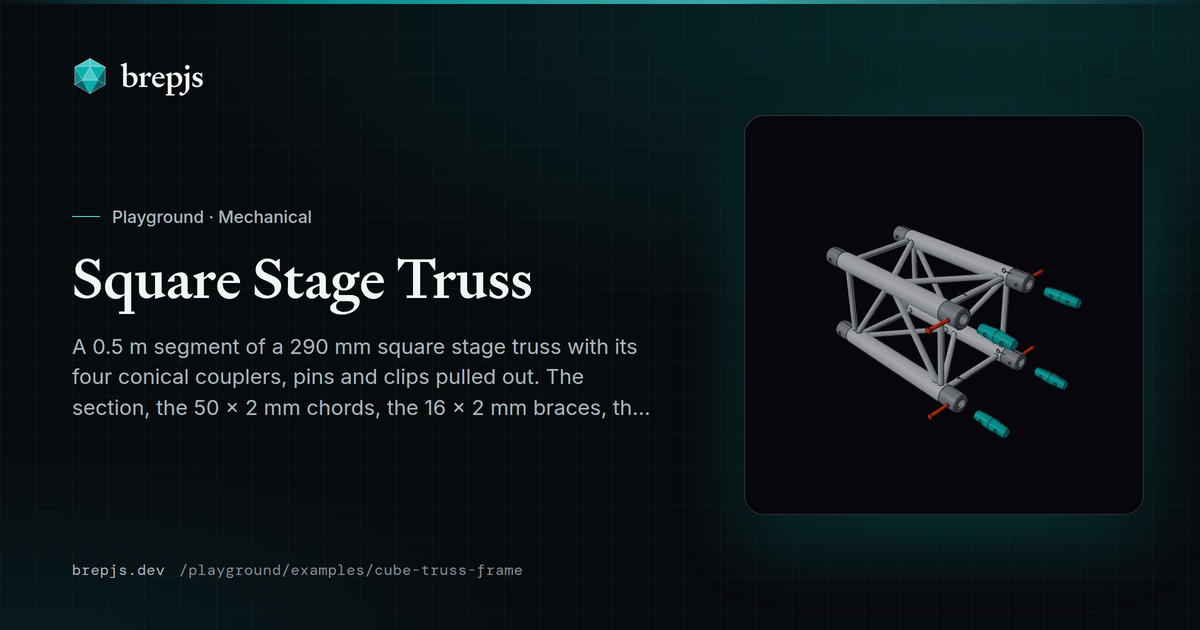 brepjs
Playground · Mechanical
Square Stage Truss
A 0.5 m segment of a 290 mm square stage truss with its
four conical couplers, pins and clips pulled out. The
section, the 50 × 2 mm chords, the 16 × 2 mm braces, th...
brepjs.dev /playground/examples/cube-truss-frame